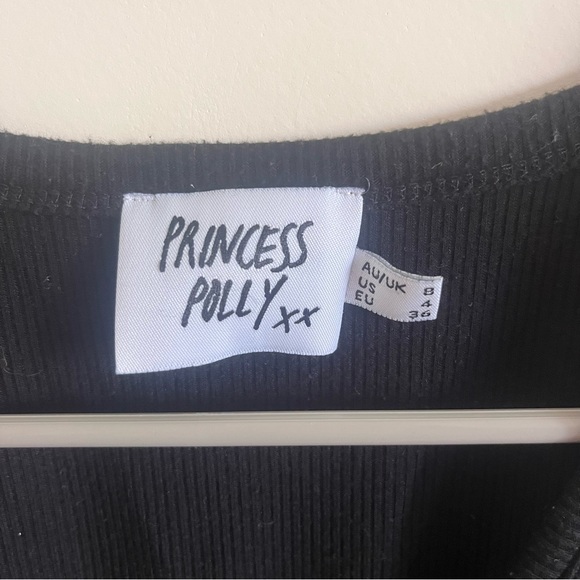 PRINCESS
POLLY xx
AU/UK 8
US 4
EU 36